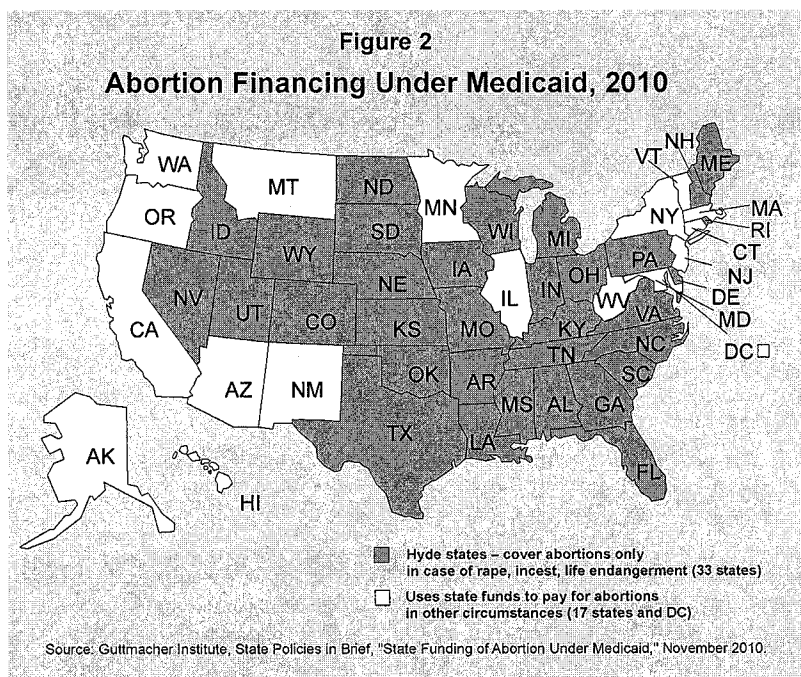 Figure 2
Abortion Financing Under Medicaid, 2010
NH
VT
ME
WA
MT
ND
MN
OR
ID
WY
SD
WI
MI
NY
MA
RI
CT
NJ
DE
MD
DC
NV
UT
CO
NE
IA
IL
IN
OH
PA
WV
VA
CA
KS
MO
KY
NC
TN
SC
AZ
NM
OK
AR
MS
AL
GA
TX
LA
FL
AK
HI
Hyde states – cover abortions only
in case of rape, incest, life endangerment (33 states)
Uses state funds to pay for abortions
in other circumstances (17 states and DC)
Source: Guttmacher Institute, State Policies in Brief, "State Funding of Abortion Under Medicaid," November 2010.